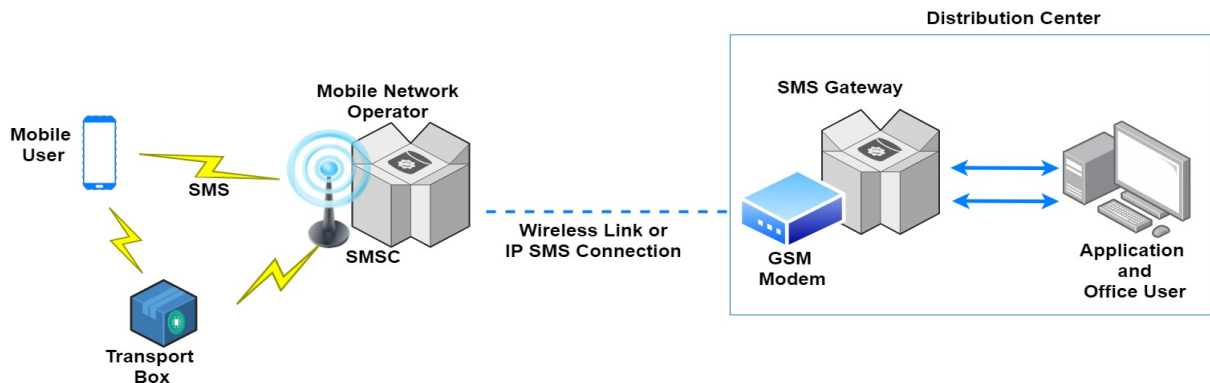 Distribution Center
Mobile Network
Operator
SMS Gateway
Mobile
User
SMS
SMSC
Wireless Link or
IP SMS Connection
GSM
Modem
Application
and
Office User
Transport
Box